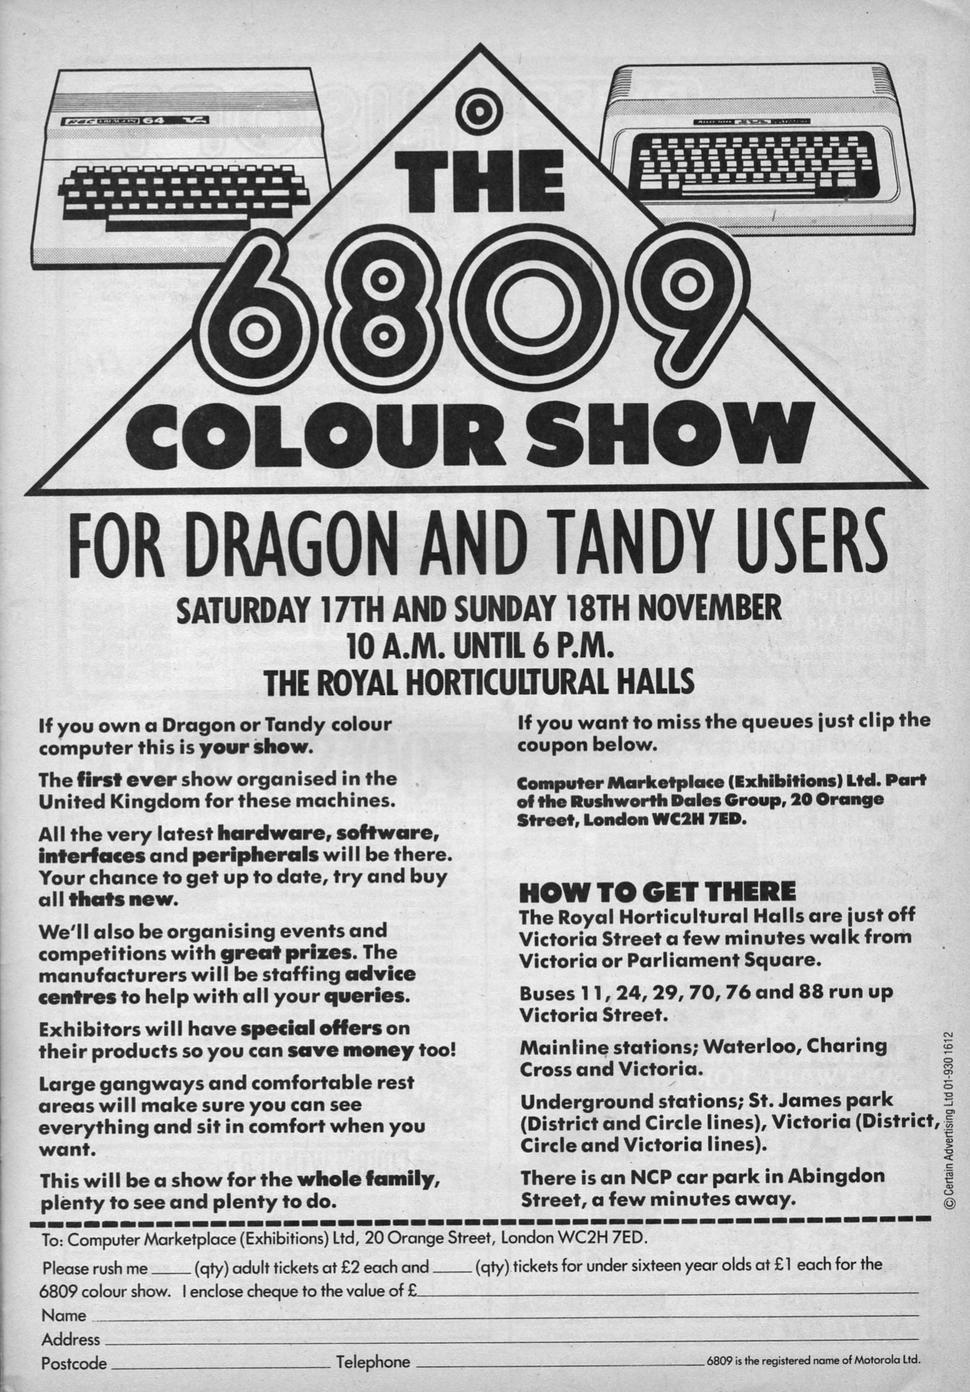 64
THE
6809
COLOUR SHOW
FOR DRAGON AND TANDY USERS
SATURDAY 17TH AND SUNDAY 18TH NOVEMBER
10 A.M. UNTIL 6 P.M.
THE ROYAL HORTICULTURAL HALLS
If you own a Dragon or Tandy colour
computer this is your show.
The first ever show organised in the
United Kingdom for these machines.
All the very latest hardware, software,
interfaces and peripherals will be there.
Your chance to get up to date, try and buy
all thats new.
We'll also be organising events and
competitions with great prizes. The
manufacturers will be staffing advice
centres to help with all your queries.
Exhibitors will have special offers on
their products so you can save money too!
Large gangways and comfortable rest
areas will make sure you can see
everything and sit in comfort when you
want.
This will be a show for the whole family,
plenty to see and plenty to do.
If you want to miss the queues just clip the
coupon below.
Computer Marketplace (Exhibitions) Ltd. Part
of the Rushworth Dales Group, 20 Orange
Street, London WC2H 7ED.
HOW TO GET THERE
The Royal Horticultural Halls are just off
Victoria Street a few minutes walk from
Victoria or Parliament Square.
Buses 11, 24, 29, 70, 76 and 88 run up
Victoria Street.
Mainline stations; Waterloo, Charing
Cross and Victoria.
Underground stations; St. James park
(District and Circle lines), Victoria (District,
Circle and Victoria lines).
There is an NCP car park in Abingdon
Street, a few minutes away.
© Certain Advertising Ltd 01-930 1612
To: Computer Marketplace (Exhibitions) Ltd, 20 Orange Street, London WC2H 7ED.
Please rush me ____ (qty) adult tickets at £2 each and ____ (qty) tickets for under sixteen year olds at £1 each for the
6809 colour show. I enclose cheque to the value of £
Name
Address
Postcode Telephone 6809 is the registered name of Motorola Ltd.